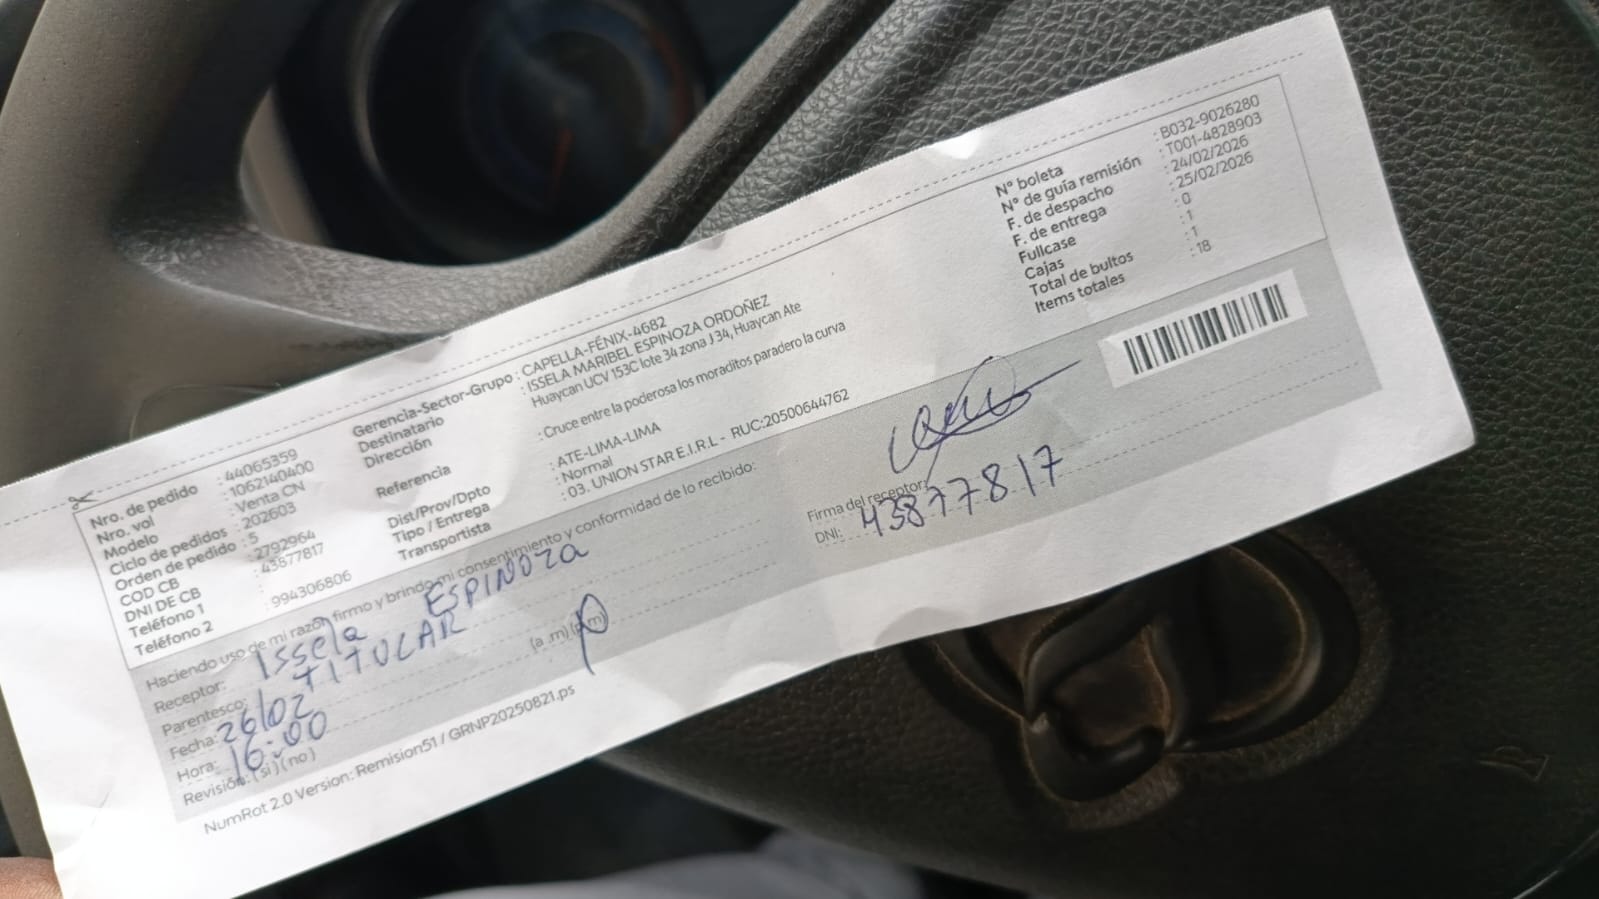 Nro. de pedido : 44065359
Nro. vol : 1062140400
Modelo : Venta CN
Ciclo de pedidos : 202603
Orden de pedido : 5
COD CB : 2792964
DNI DE CB : 43877817
Teléfono 1
Teléfono 2 : 994306806
Gerencia-Sector-Grupo : CAPELLA-FÉNIX-4682
Destinatario : ISSELA MARIBEL ESPINOZA ORDOÑEZ
Dirección : Huaycan UCV 153C lote 34 zona J 34, Huaycan Ate
Referencia : Cruce entre la poderosa los moraditos paradero la curva
Dist/Prov/Dpto : ATE-LIMA-LIMA
Tipo / Entrega : Normal
Transportista : 03. UNION STAR E.I.R.L - RUC:20500644762
N° boleta : B032-9026280
N° de guía remisión : T001-4828903
F. de despacho : 24/02/2026
F. de entrega : 25/02/2026
Fullcase : 0
Cajas : 1
Total de bultos : 1
Items totales : 18
Haciendo uso de mi razón firmo y brindo mi consentimiento y conformidad de lo recibido:
Receptor: Issela ESPINOZA
Parentesco: TITULAR
Fecha: 26/02
Hora: 16:00 (a.m) (p.m)
Revisión: (si) (no)
Firma del receptor:
DNI: 43877817
NumRot 2.0 Version: Remision51 / GRNP20250821.ps